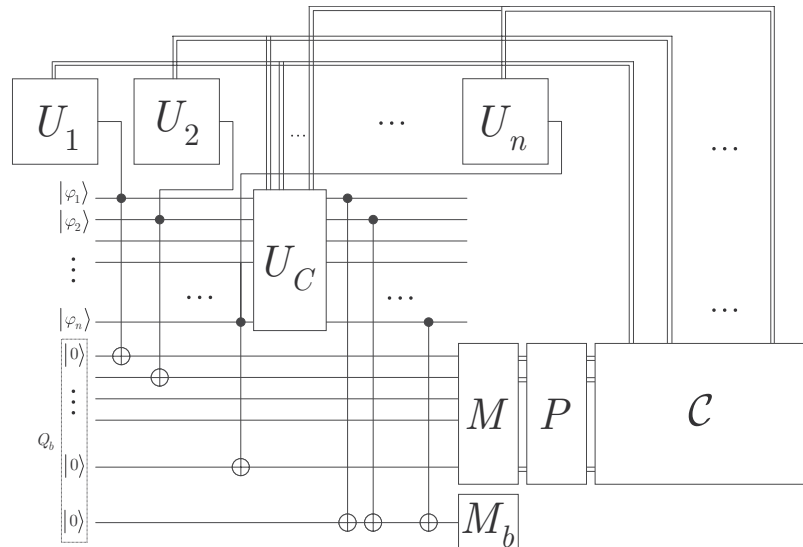 U_1 U_2 ... U_n
... ...
|φ_1⟩
|φ_2⟩
U_C
⋮ ... ...
|φ_n⟩ ...
|0⟩
⋮ M P 𝒞
Q_b
|0⟩
|0⟩ M_b